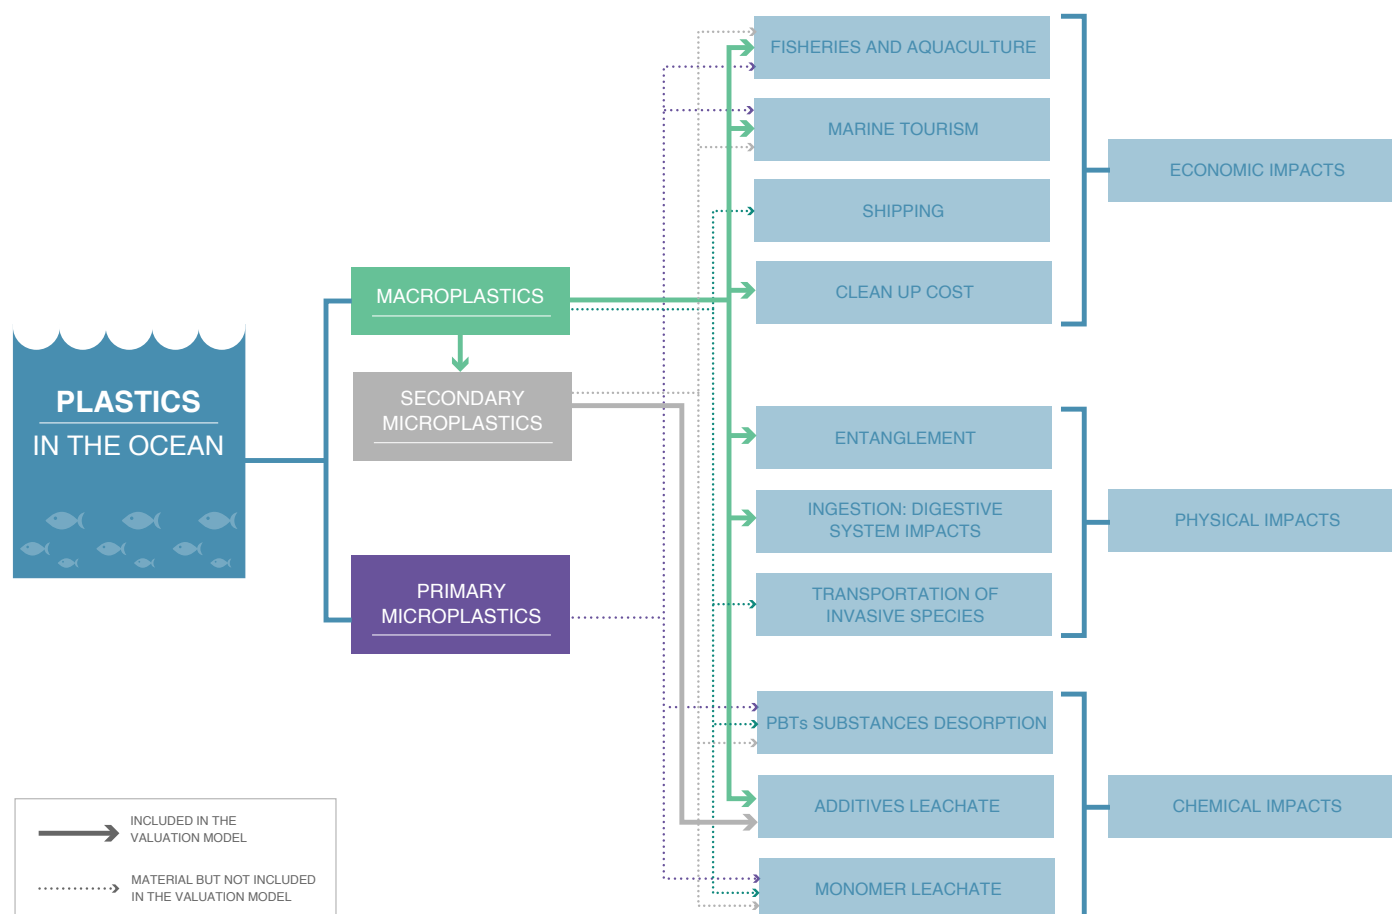 PLASTICS
IN THE OCEAN
MACROPLASTICS
SECONDARY
MICROPLASTICS
PRIMARY
MICROPLASTICS
FISHERIES AND AQUACULTURE
MARINE TOURISM
SHIPPING
CLEAN UP COST
ECONOMIC IMPACTS
ENTANGLEMENT
INGESTION: DIGESTIVE
SYSTEM IMPACTS
TRANSPORTATION OF
INVASIVE SPECIES
PHYSICAL IMPACTS
PBTs SUBSTANCES DESORPTION
ADDITIVES LEACHATE
MONOMER LEACHATE
CHEMICAL IMPACTS
INCLUDED IN THE
VALUATION MODEL
MATERIAL BUT NOT INCLUDED
IN THE VALUATION MODEL